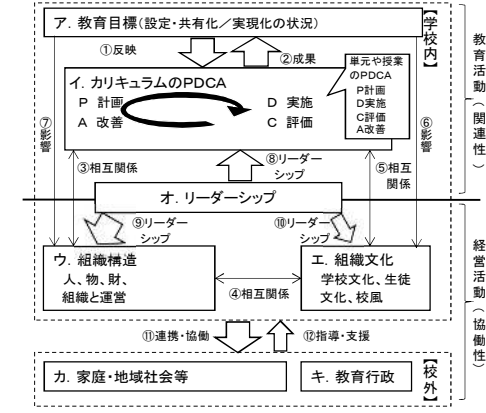 ア. 教育目標(設定・共有化／実現化の状況)
【学校内】
①反映
②成果
イ. カリキュラムのPDCA
P 計画
D 実施
A 改善
C 評価
単元や授業
のPDCA
P計画
D実施
C評価
A改善
教育活動(関連性)
⑦影響
⑥影響
③相互関係
⑧リーダー
シップ
⑤相互
関係
オ. リーダーシップ
⑨リーダー
シップ
⑩リーダー
シップ
ウ. 組織構造
人、物、財、
組織と運営
④相互関係
エ. 組織文化
学校文化、生徒
文化、校風
経営活動(協働性)
⑪連携・協働
⑫指導・支援
カ. 家庭・地域社会等
キ. 教育行政
【校外】